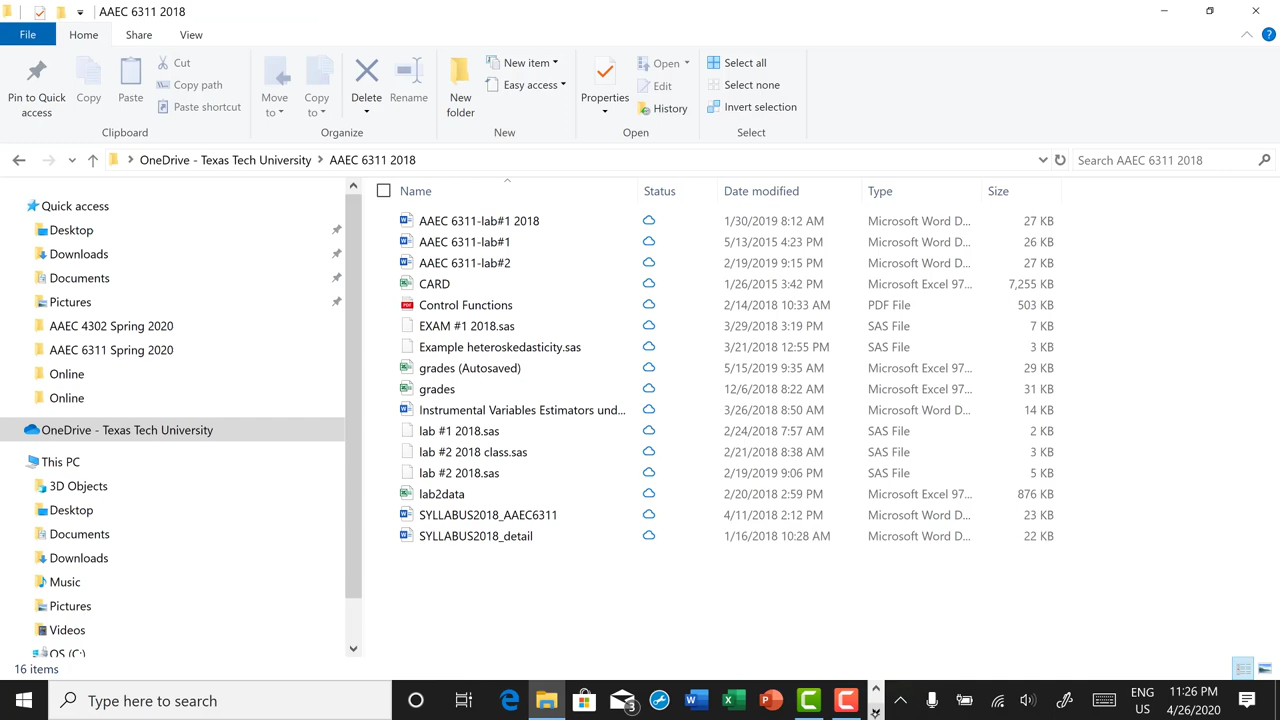 AAEC 6311 2018
File Home Share View
Pin to Quick access
Copy
Paste
Cut
Copy path
Paste shortcut
Clipboard
Move to
Copy to
Delete
Rename
Organize
New folder
New item
Easy access
New
Properties
Open
Edit
History
Open
Select all
Select none
Invert selection
Select
OneDrive - Texas Tech University AAEC 6311 2018
Search AAEC 6311 2018
Quick access
Desktop
Downloads
Documents
Pictures
AAEC 4302 Spring 2020
AAEC 6311 Spring 2020
Online
Online
OneDrive - Texas Tech University
This PC
3D Objects
Desktop
Documents
Downloads
Music
Pictures
Videos
OS (C:)
Name Status Date modified Type Size
AAEC 6311-lab#1 2018 1/30/2019 8:12 AM Microsoft Word D... 27 KB
AAEC 6311-lab#1 5/13/2015 4:23 PM Microsoft Word D... 26 KB
AAEC 6311-lab#2 2/19/2019 9:15 PM Microsoft Word D... 27 KB
CARD 1/26/2015 3:42 PM Microsoft Excel 97... 7,255 KB
Control Functions 2/14/2018 10:33 AM PDF File 503 KB
EXAM #1 2018.sas 3/29/2018 3:19 PM SAS File 7 KB
Example heteroskedasticity.sas 3/21/2018 12:55 PM SAS File 3 KB
grades (Autosaved) 5/15/2019 9:35 AM Microsoft Excel 97... 29 KB
grades 12/6/2018 8:22 AM Microsoft Excel 97... 31 KB
Instrumental Variables Estimators und... 3/26/2018 8:50 AM Microsoft Word D... 14 KB
lab #1 2018.sas 2/24/2018 7:57 AM SAS File 2 KB
lab #2 2018 class.sas 2/21/2018 8:38 AM SAS File 3 KB
lab #2 2018.sas 2/19/2019 9:06 PM SAS File 5 KB
lab2data 2/20/2018 2:59 PM Microsoft Excel 97... 876 KB
SYLLABUS2018_AAEC6311 4/11/2018 2:12 PM Microsoft Word D... 23 KB
SYLLABUS2018_detail 1/16/2018 10:28 AM Microsoft Word D... 22 KB
16 items
Type here to search
3
ENG
US
11:26 PM
4/26/2020